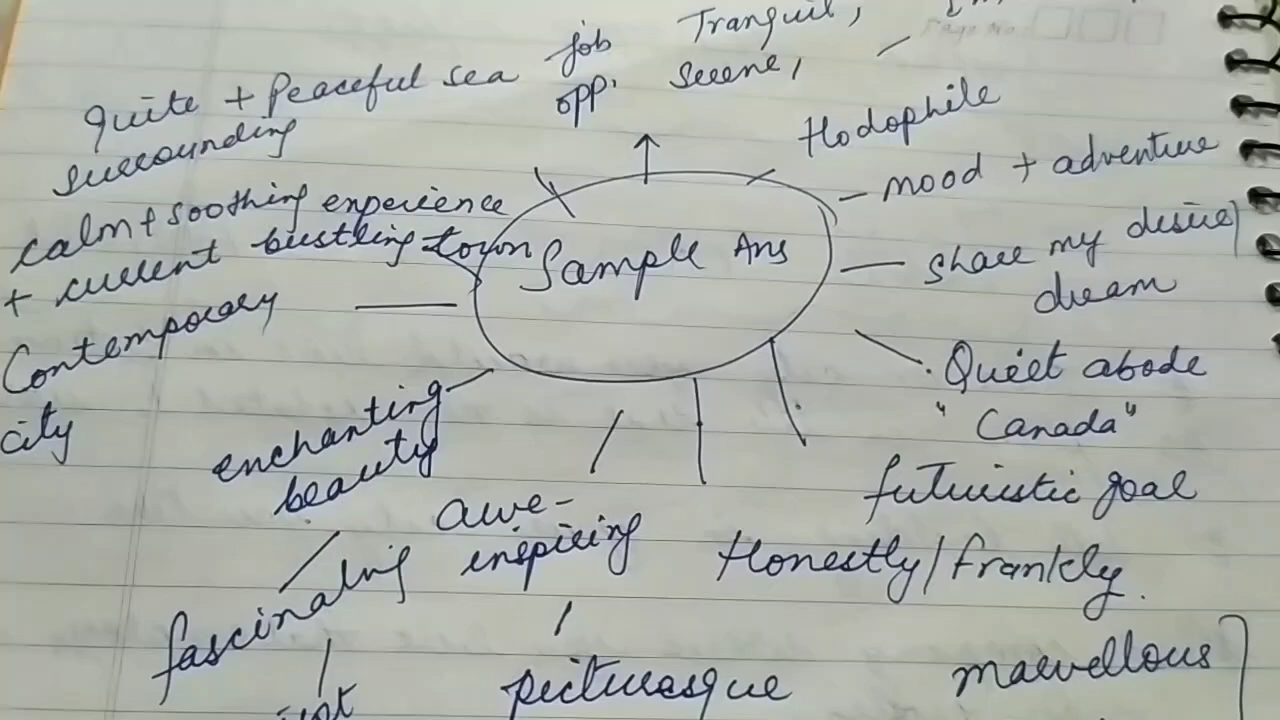 Tranquil,
job
opp.
serene,
quite + Peaceful sea
surrounding
Hodophile
mood + adventure
calm + soothing experience
+ current bustling town
Sample Ans
share my desire/
dream
Contemporary
city
Quiet abode
"Canada"
enchanting
beauty
futuristic goal
awe-
inspiring
Honestly/frankly.
fascinating
picturesque
marvellous